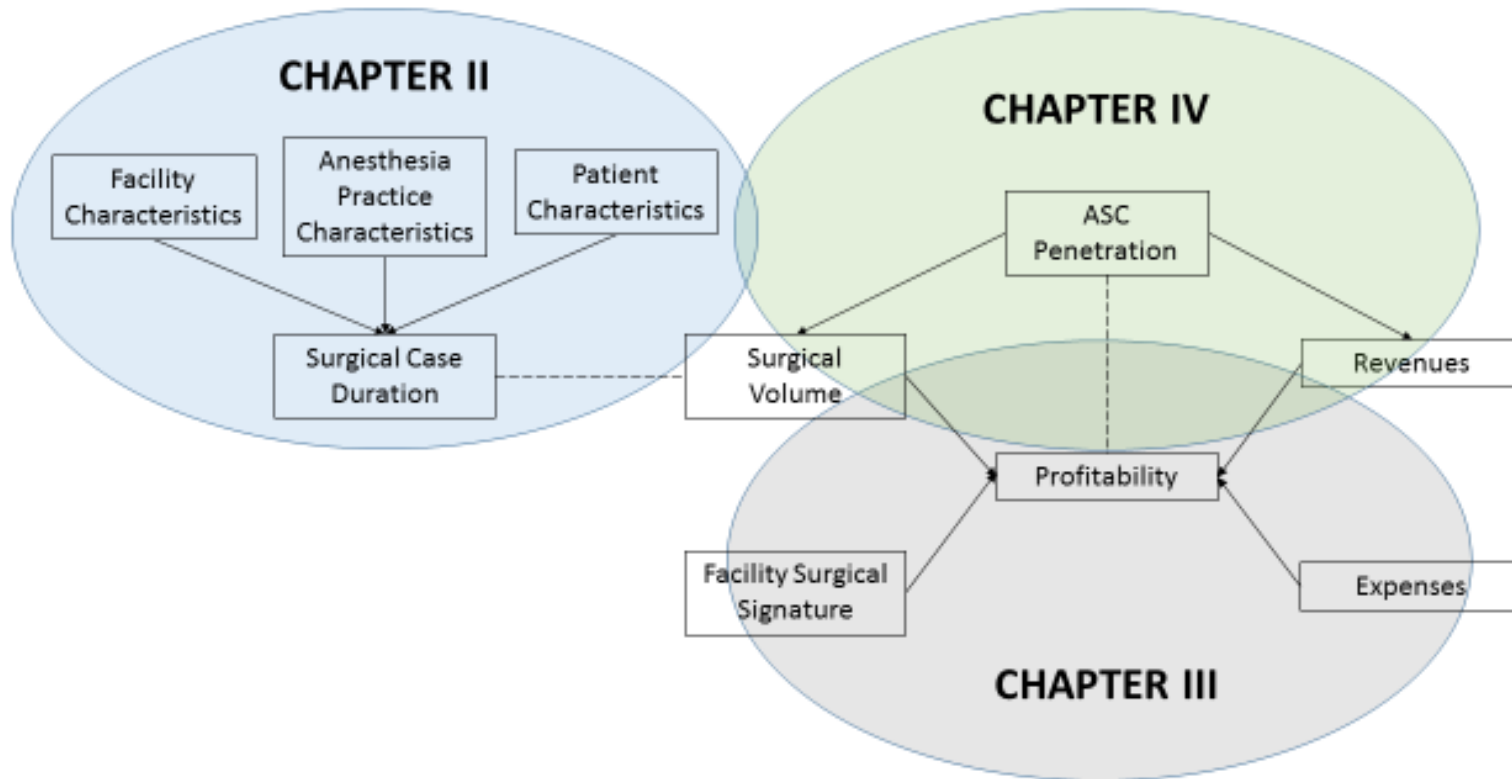 CHAPTER II
Facility
Characteristics
Anesthesia
Practice
Characteristics
Patient
Characteristics
Surgical Case
Duration
CHAPTER IV
ASC
Penetration
Surgical
Volume
Revenues
Profitability
Facility Surgical
Signature
Expenses
CHAPTER III